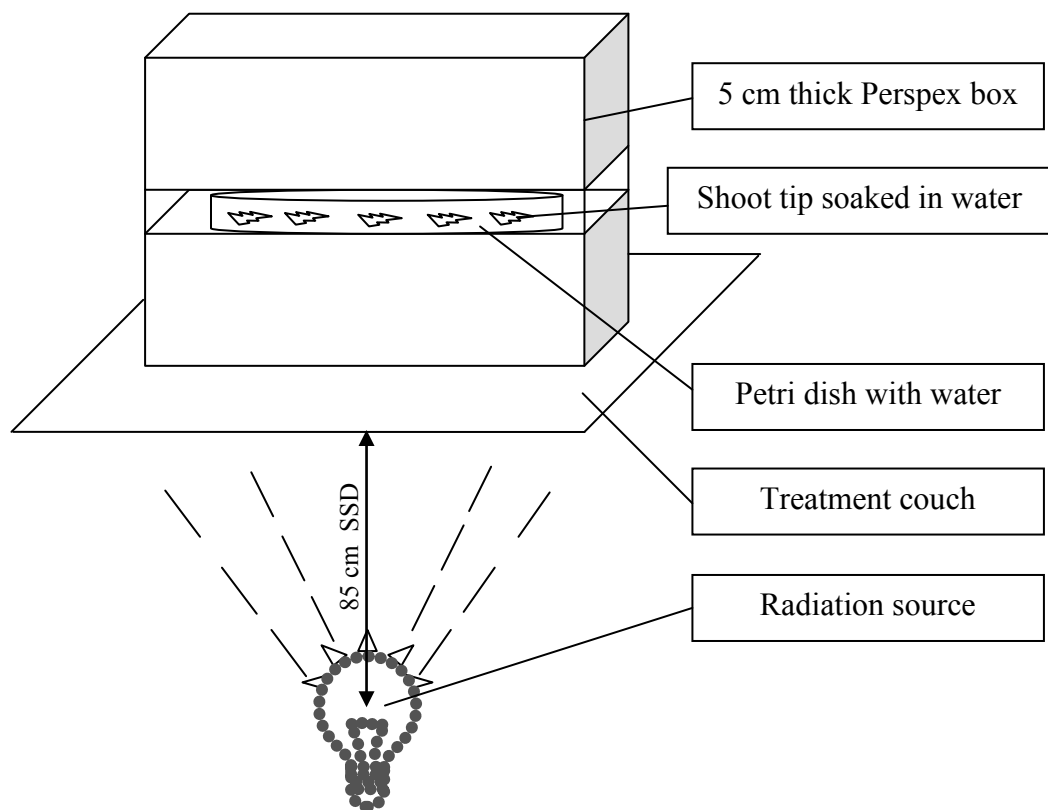 5 cm thick Perspex box
Shoot tip soaked in water
Petri dish with water
Treatment couch
85 cm  SSD
Radiation source